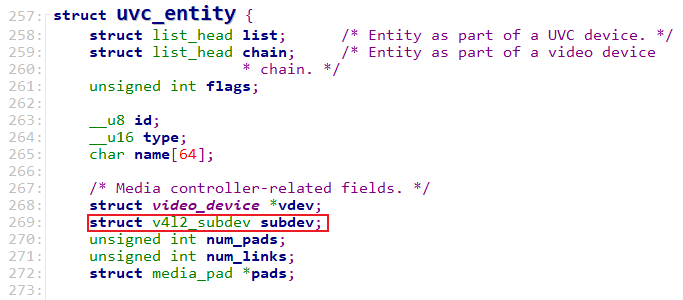 257: struct uvc_entity {
258: struct list_head list; /* Entity as part of a UVC device. */
259: struct list_head chain; /* Entity as part of a video device
260: * chain. */
261: unsigned int flags;
262:
263: __u8 id;
264: __u16 type;
265: char name[64];
266:
267: /* Media controller-related fields. */
268: struct video_device *vdev;
269: struct v4l2_subdev subdev;
270: unsigned int num_pads;
271: unsigned int num_links;
272: struct media_pad *pads;
273: